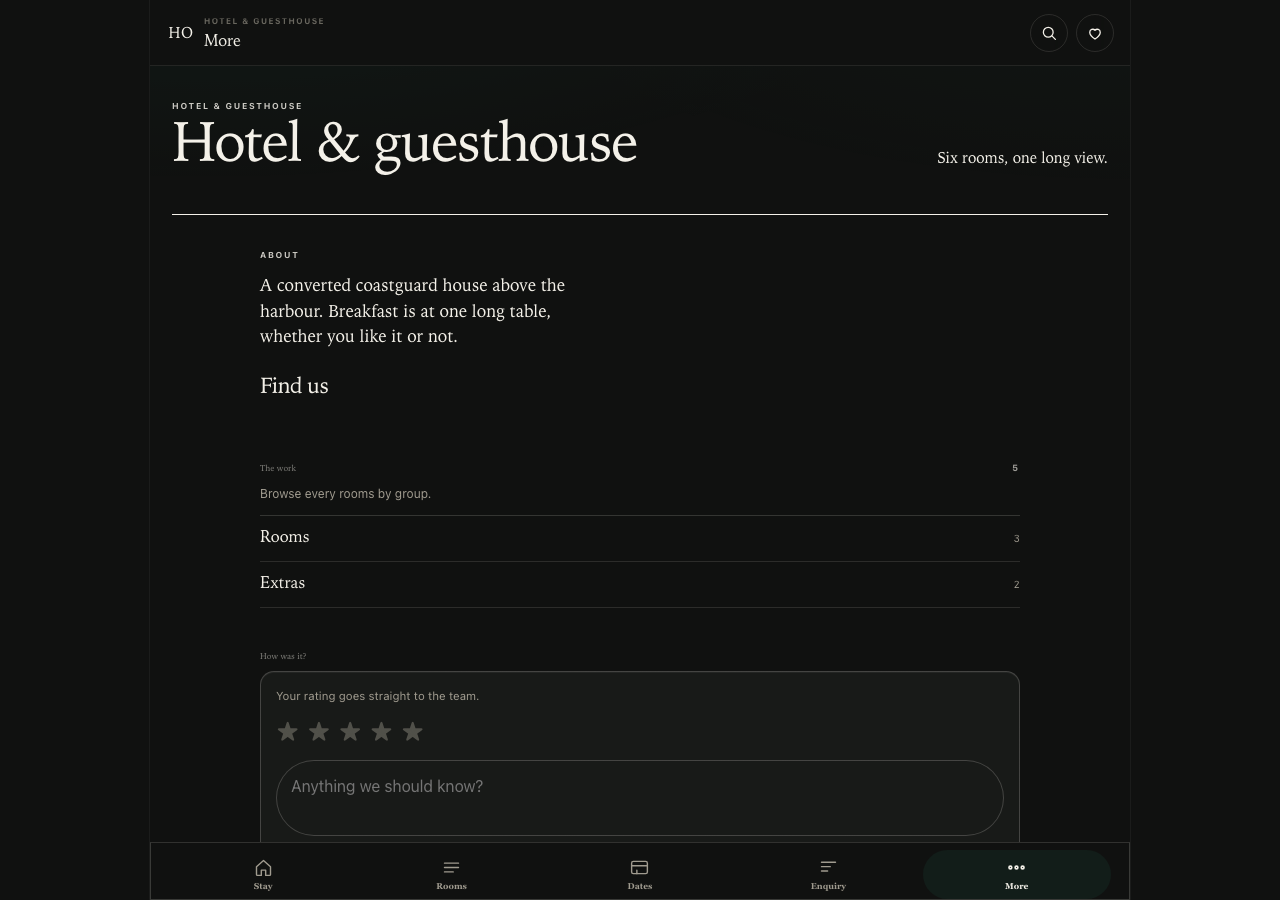 HO
HOTEL & GUESTHOUSE
More
HOTEL & GUESTHOUSE
Hotel & guesthouse
Six rooms, one long view.
ABOUT
A converted coastguard house above the
harbour. Breakfast is at one long table,
whether you like it or not.
Find us
The work
5
Browse every rooms by group.
Rooms
3
Extras
2
How was it?
Your rating goes straight to the team.
Anything we should know?
Stay
Rooms
Dates
Enquiry
More